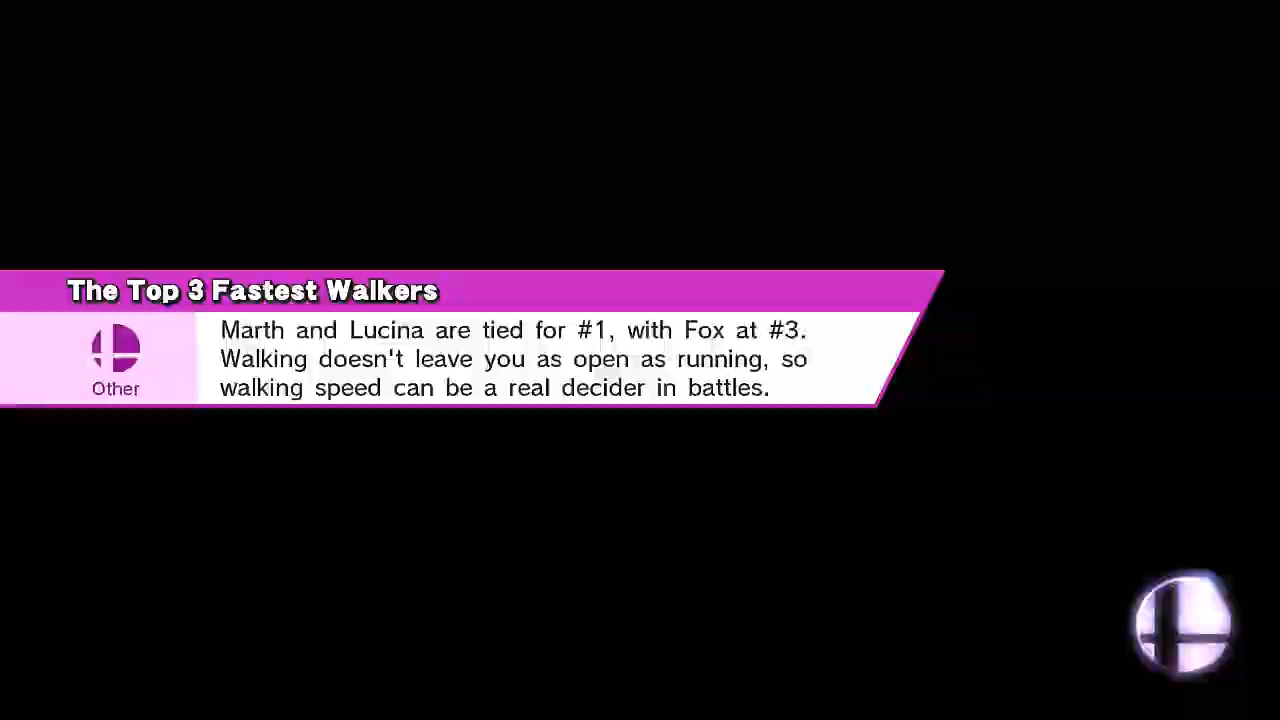 The Top 3 Fastest Walkers
Marth and Lucina are tied for #1, with Fox at #3.
Walking doesn't leave you as open as running, so
walking speed can be a real decider in battles.
Other